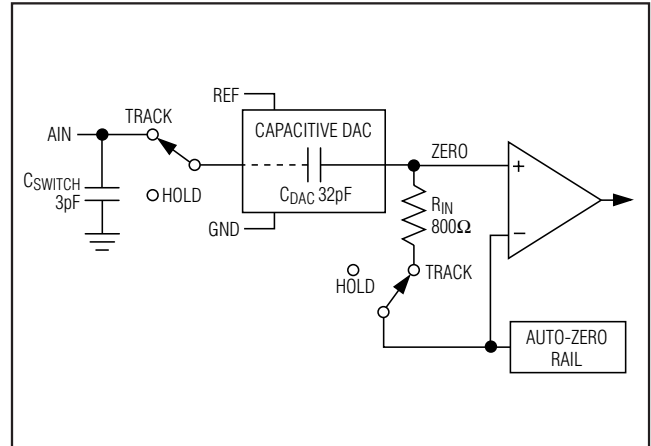 REF
TRACK
AIN
CAPACITIVE DAC
ZERO
CSWITCH
3pF
HOLD
CDAC 32pF
GND
RIN
800Ω
+
−
HOLD
TRACK
AUTO-ZERO
RAIL